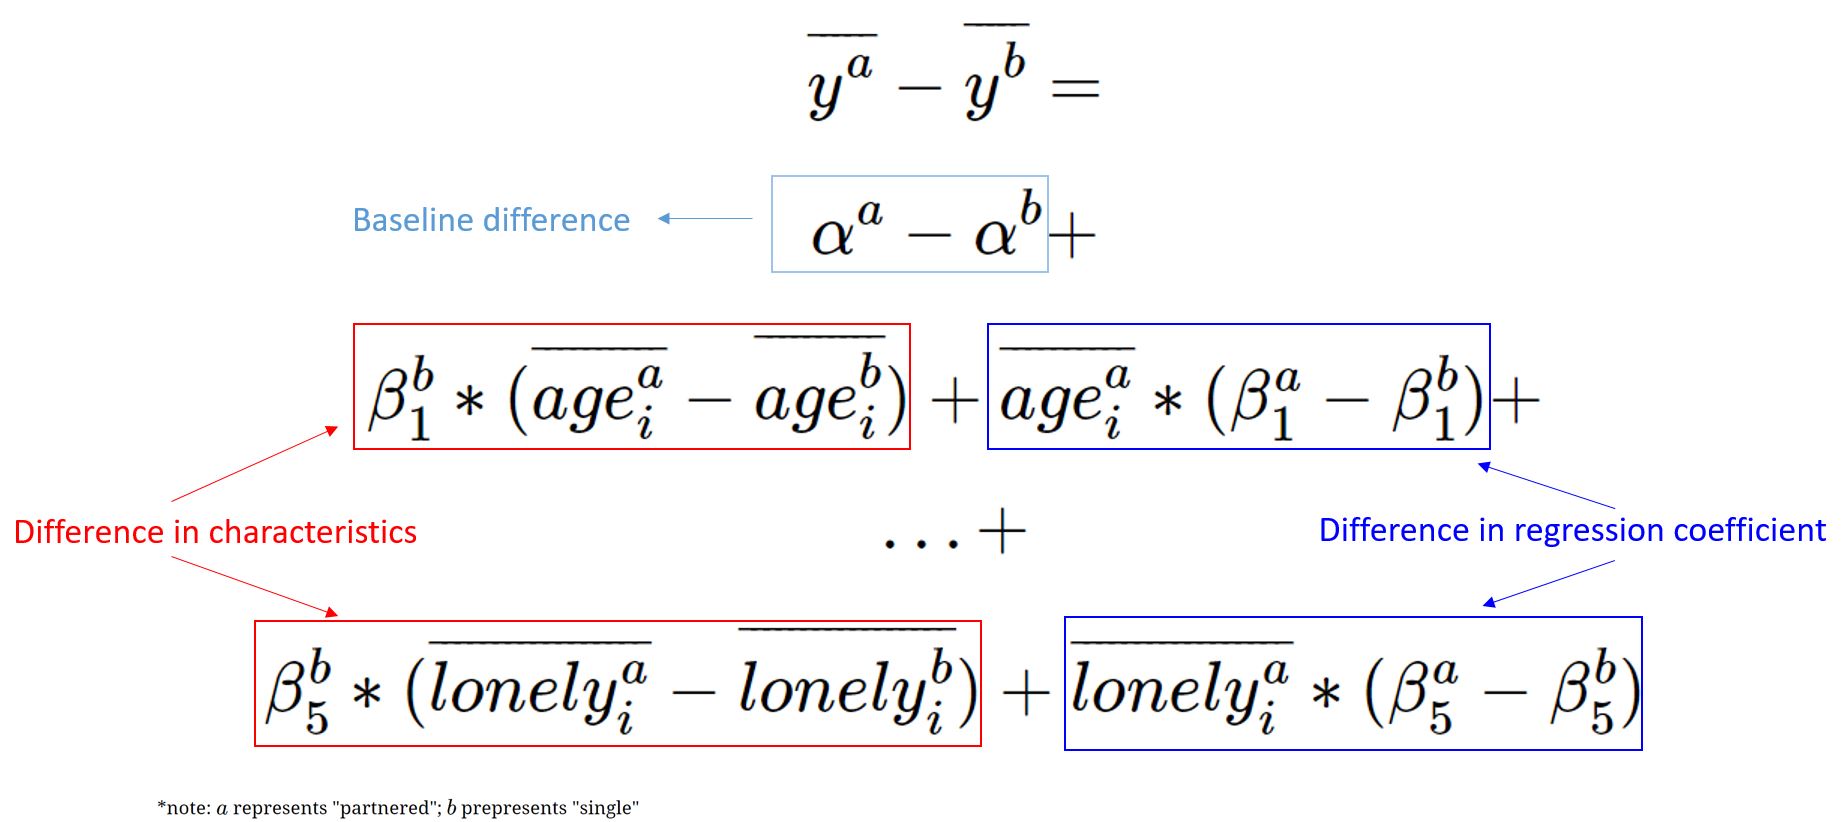 $\overline{y^a} - \overline{y^b} =$
Baseline difference
$\alpha^a - \alpha^b +$
$\beta_1^b * (\overline{age_i^a} - \overline{age_i^b}) + \overline{age_i^a} * (\beta_1^a - \beta_1^b) +$
Difference in characteristics
$\ldots +$
Difference in regression coefficient
$\beta_5^b * (\overline{lonely_i^a} - \overline{lonely_i^b}) + \overline{lonely_i^a} * (\beta_5^a - \beta_5^b)$
*note: a represents "partnered"; b prepresents "single"